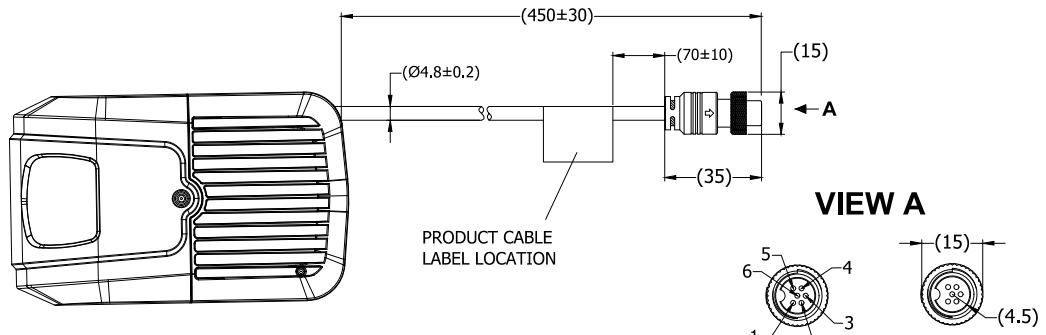 (450±30)
(70±10)
(15)
(Ø4.8±0.2)
A
(35)
VIEW A
PRODUCT CABLE
LABEL LOCATION
(15)
5
4
6
3
(4.5)